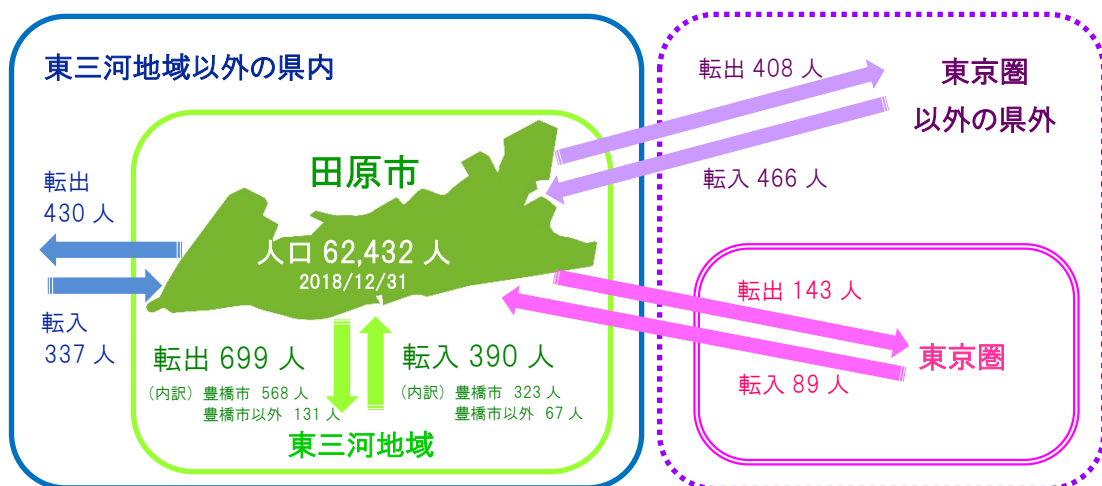 東三河地域以外の県内
田原市
人口 62,432 人
2018/12/31
転出
430 人
転入
337 人
転出 699 人
(内訳) 豊橋市 568 人
豊橋市以外 131 人
転入 390 人
(内訳) 豊橋市 323 人
豊橋市以外 67 人
東三河地域
転出 408 人
転入 466 人
東京圏
以外の県外
転出 143 人
転入 89 人
東京圏